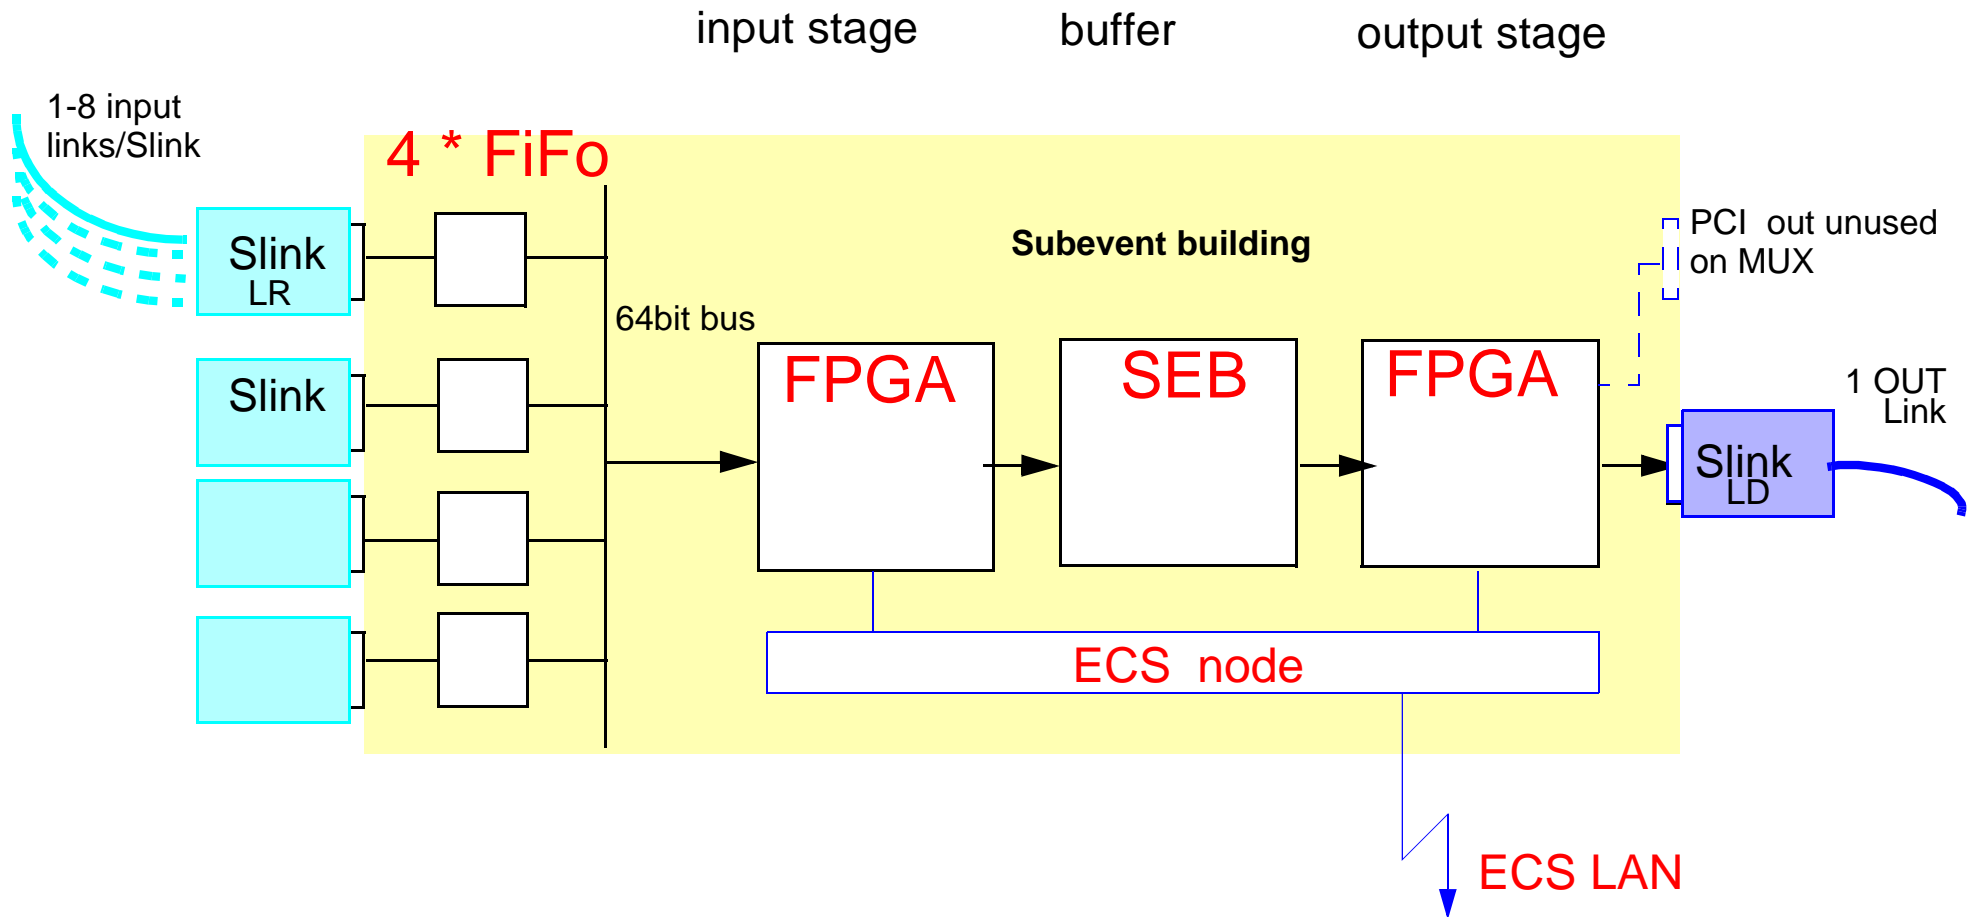 input stage
buffer
output stage
1-8 input
links/Slink
4 * FiFo
Slink
LR
Subevent building
PCI out unused
on MUX
64bit bus
FPGA
SEB
FPGA
Slink
1 OUT
Link
Slink
LD
ECS node
ECS LAN